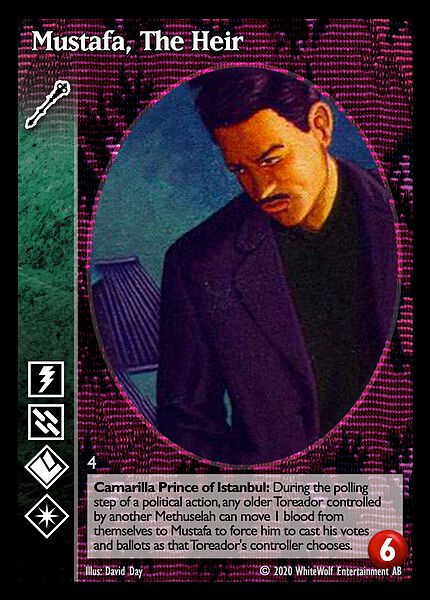 Mustafa, The Heir
4
Camarilla Prince of Istanbul: During the polling
step of a political action, any older Toreador controlled
by another Methuselah can move 1 blood from
themselves to Mustafa to force him to cast his votes
and ballots as that Toreador's controller chooses.
6
Illus: David Day
© 2020 WhiteWolf Entertainment AB